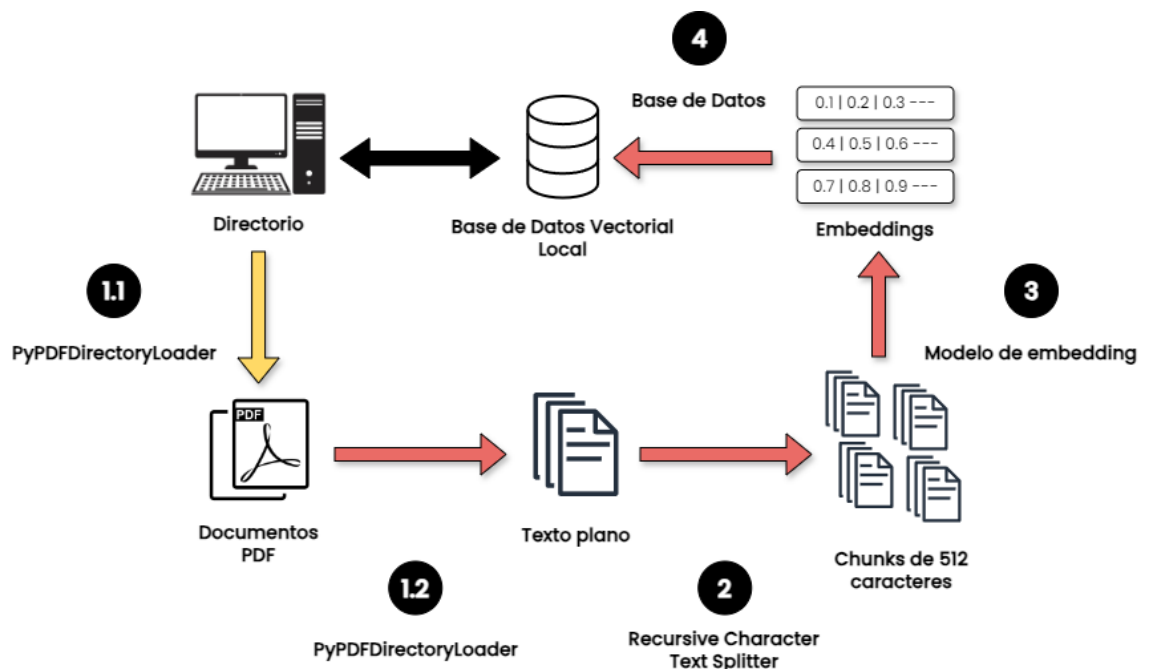 4
Base de Datos
0.1 | 0.2 | 0.3 ---
0.4 | 0.5 | 0.6 ---
0.7 | 0.8 | 0.9 ---
Directorio
Base de Datos Vectorial
Local
Embeddings
1.1
PyPDFDirectoryLoader
3
Modelo de embedding
PDF
Documentos
PDF
Texto plano
Chunks de 512
caracteres
1.2
PyPDFDirectoryLoader
2
Recursive Character
Text Splitter